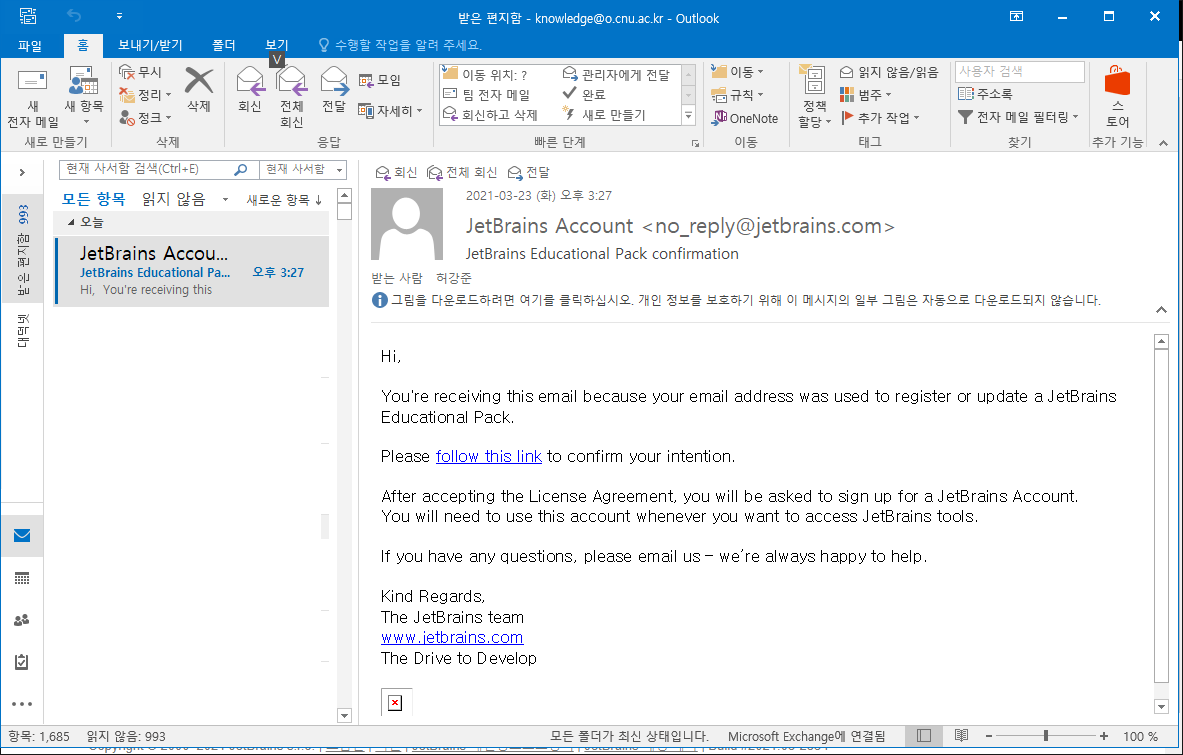 받은 편지함 - knowledge@o.cnu.ac.kr - Outlook
파일 홈 보내기/받기 폴더 보기 수행할 작업을 알려 주세요.
V
새 전자 메일
새 항목
무시
정리
정크
삭제
회신
전체 회신
전달
모임
자세히
이동 위치: ?
팀 전자 메일
회신하고 삭제
관리자에게 전달
완료
새로 만들기
이동
규칙
OneNote
정책 할당
읽지 않음/읽음
범주
추가 작업
사용자 검색
주소록
전자 메일 필터링
스토어
새로 만들기 삭제 응답 빠른 단계 이동 태그 찾기 추가 기능
받은 편지함 993
현재 사서함 검색(Ctrl+E) 현재 사서함
모든 항목 읽지 않음 새로운 항목 ↓
오늘
JetBrains Accou...
JetBrains Educational Pa... 오후 3:27
Hi, You're receiving this
회신 전체 회신 전달
2021-03-23 (화) 오후 3:27
JetBrains Account <no_reply@jetbrains.com>
JetBrains Educational Pack confirmation
받는 사람 허강준
그림을 다운로드하려면 여기를 클릭하십시오. 개인 정보를 보호하기 위해 이 메시지의 일부 그림은 자동으로 다운로드되지 않습니다.
Hi,
You're receiving this email because your email address was used to register or update a JetBrains
Educational Pack.
Please follow this link to confirm your intention.
After accepting the License Agreement, you will be asked to sign up for a JetBrains Account.
You will need to use this account whenever you want to access JetBrains tools.
If you have any questions, please email us – we're always happy to help.
Kind Regards,
The JetBrains team
www.jetbrains.com
The Drive to Develop
항목: 1,685 읽지 않음: 993 모든 폴더가 최신 상태입니다. Microsoft Exchange에 연결됨 100 %